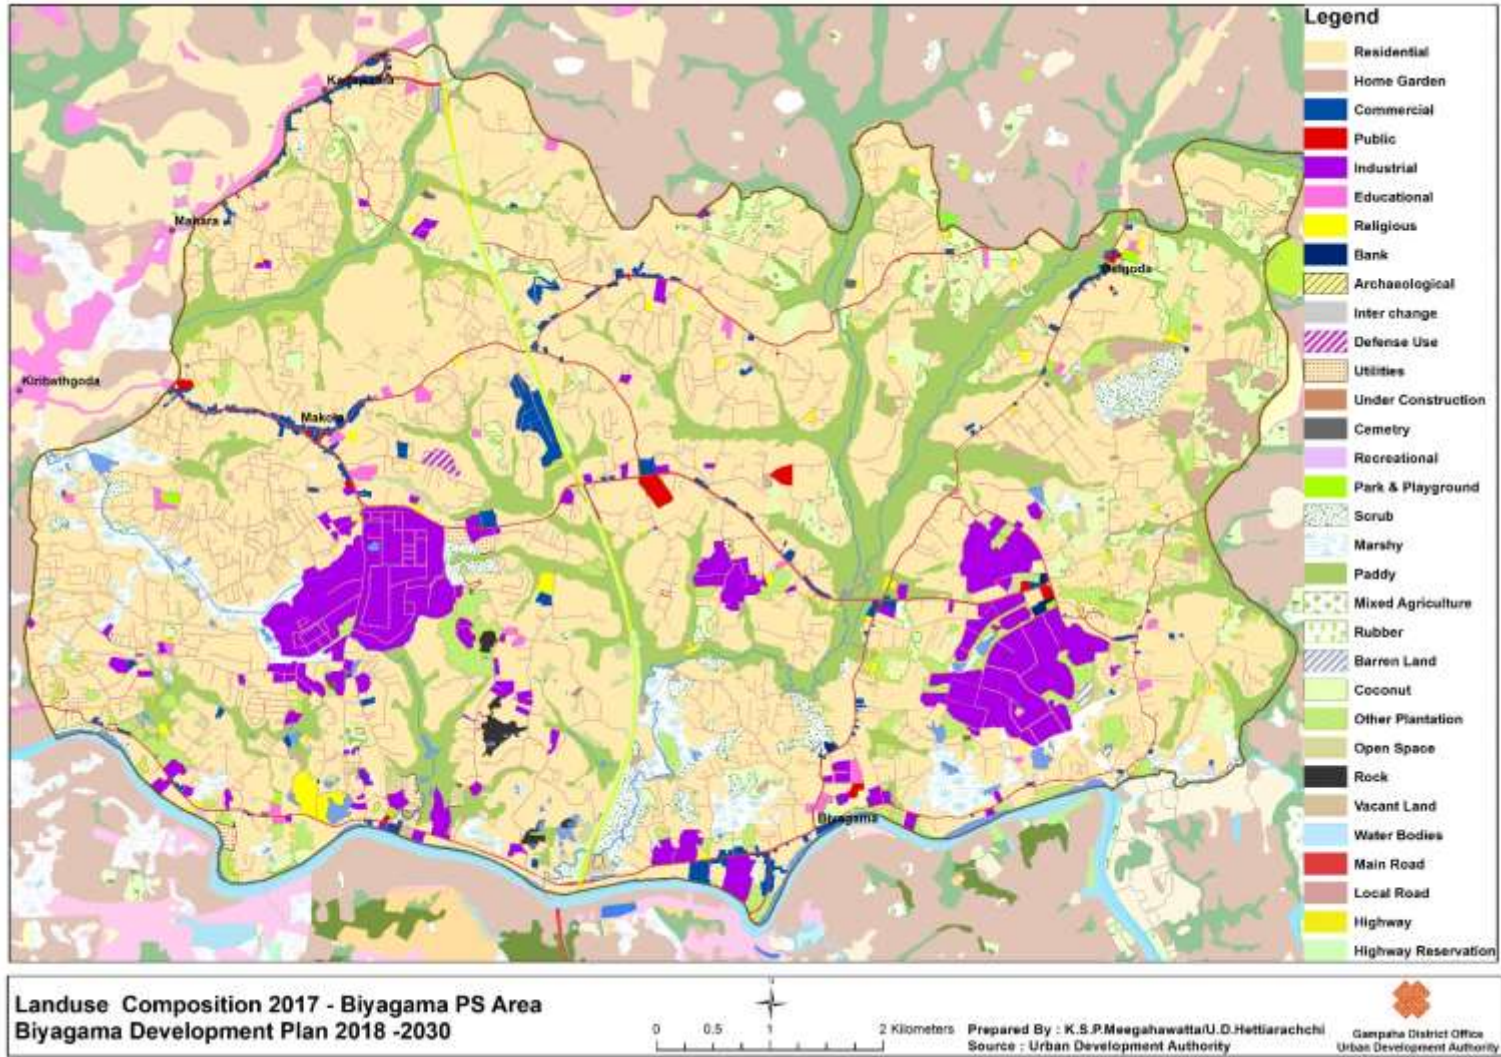 Legend
Residential
Home Garden
Commercial
Public
Industrial
Educational
Religious
Bank
Archaeological
Inter change
Defense Use
Utilities
Under Construction
Cemetry
Recreational
Park & Playground
Scrub
Marshy
Paddy
Mixed Agriculture
Rubber
Barren Land
Coconut
Other Plantation
Open Space
Rock
Vacant Land
Water Bodies
Main Road
Local Road
Highway
Highway Reservation
Mahara
Kiribathgoda
Makola
Biyagama
Landuse Composition 2017 - Biyagama PS Area
Biyagama Development Plan 2018 -2030
0 0.5 1 2 Kilometers
Prepared By : K.S.P.Meegahawatta/U.D.Hettiarachchi
Source : Urban Development Authority
Gampaha District Office
Urban Development Authority